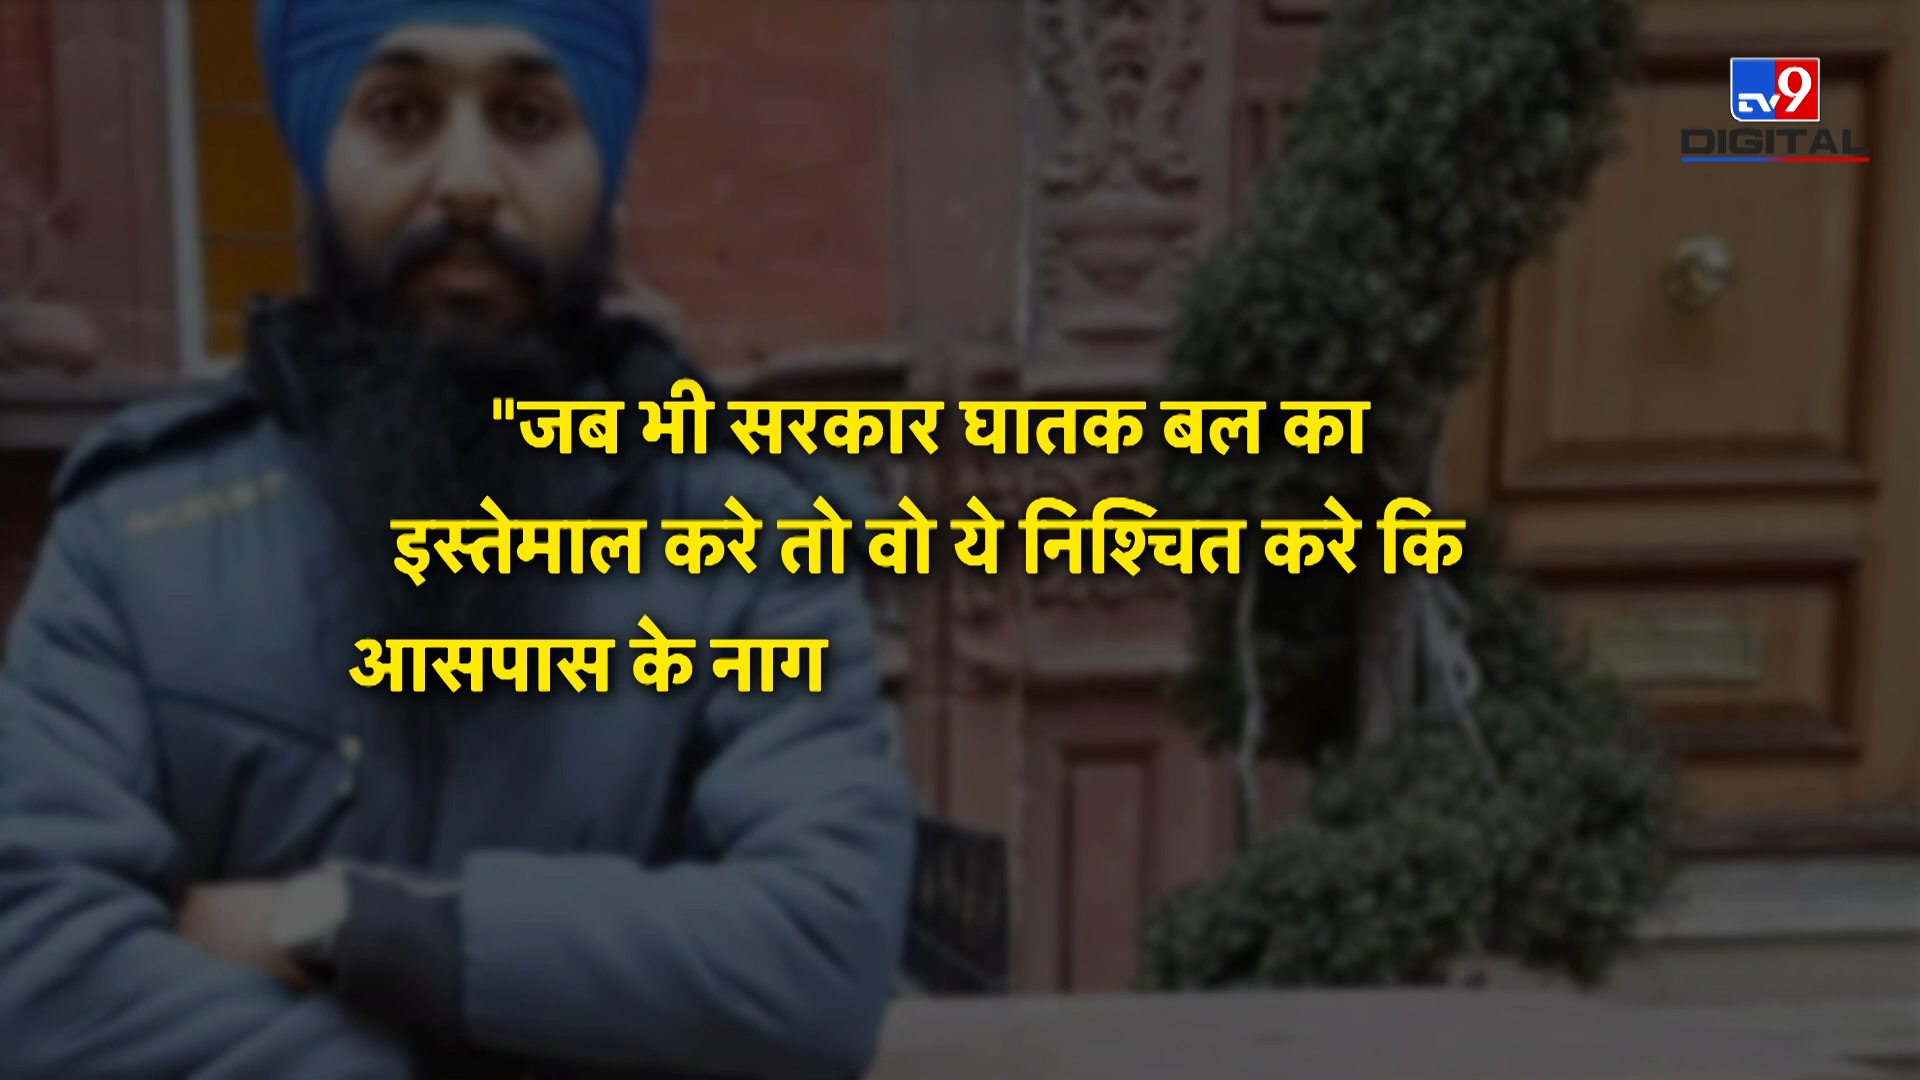 tv9
DIGITAL
"जब भी सरकार घातक बल का
इस्तेमाल करे तो वो ये निश्चित करे कि
आसपास के नाग